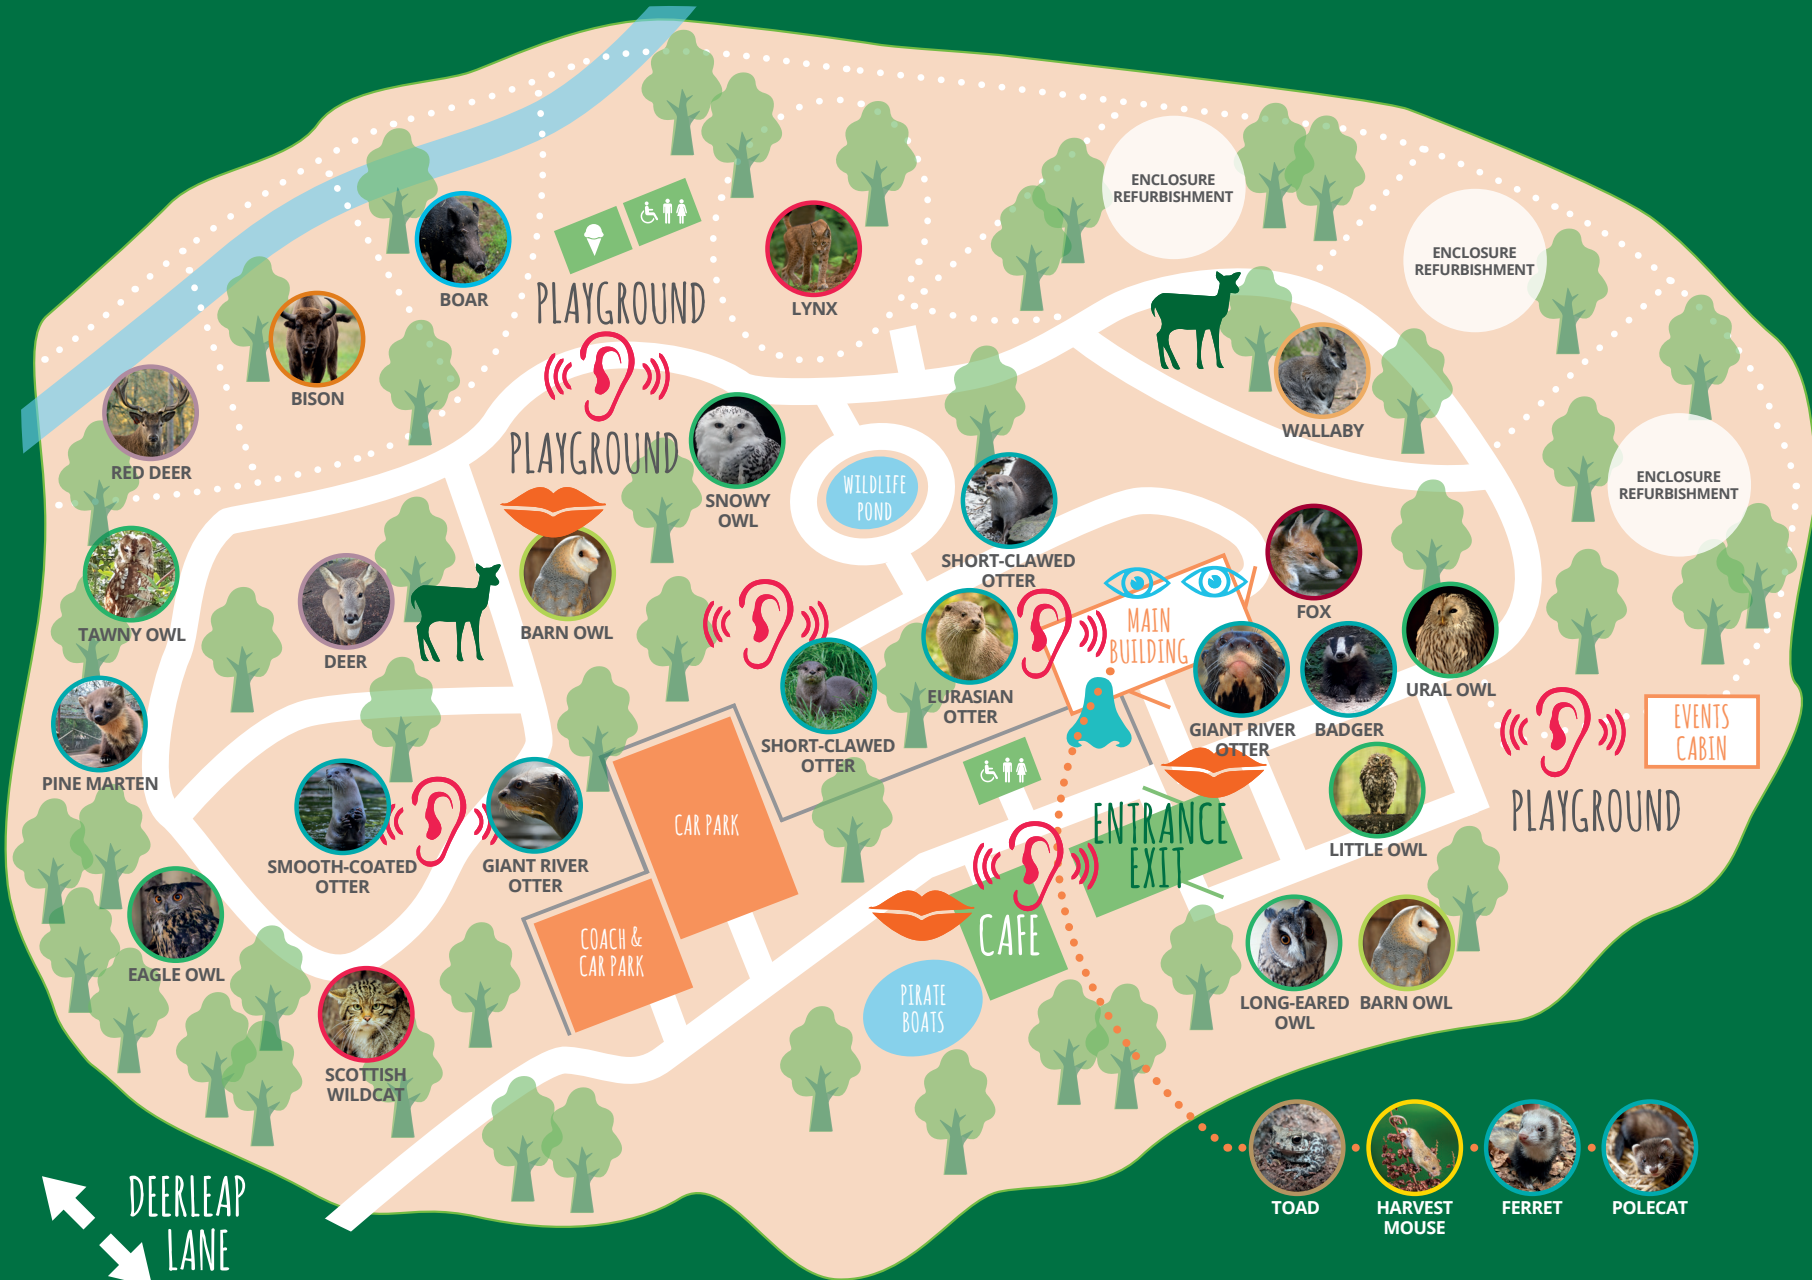 ENCLOSURE
REFURBISHMENT
ENCLOSURE
REFURBISHMENT
BOAR
PLAYGROUND
LYNX
BISON
WALLABY
RED DEER
PLAYGROUND
SNOWY
OWL
WILDLIFE
POND
ENCLOSURE
REFURBISHMENT
SHORT-CLAWED
OTTER
FOX
TAWNY OWL
DEER
BARN OWL
MAIN
BUILDING
EURASIAN
OTTER
URAL OWL
GIANT RIVER
OTTER
BADGER
SHORT-CLAWED
OTTER
EVENTS
CABIN
PINE MARTEN
PLAYGROUND
CAR PARK
ENTRANCE
EXIT
LITTLE OWL
SMOOTH-COATED
OTTER
GIANT RIVER
OTTER
CAFE
COACH &
CAR PARK
EAGLE OWL
PIRATE
BOATS
LONG-EARED
OWL
BARN OWL
SCOTTISH
WILDCAT
DEERLEAP
LANE
TOAD
HARVEST
MOUSE
FERRET
POLECAT